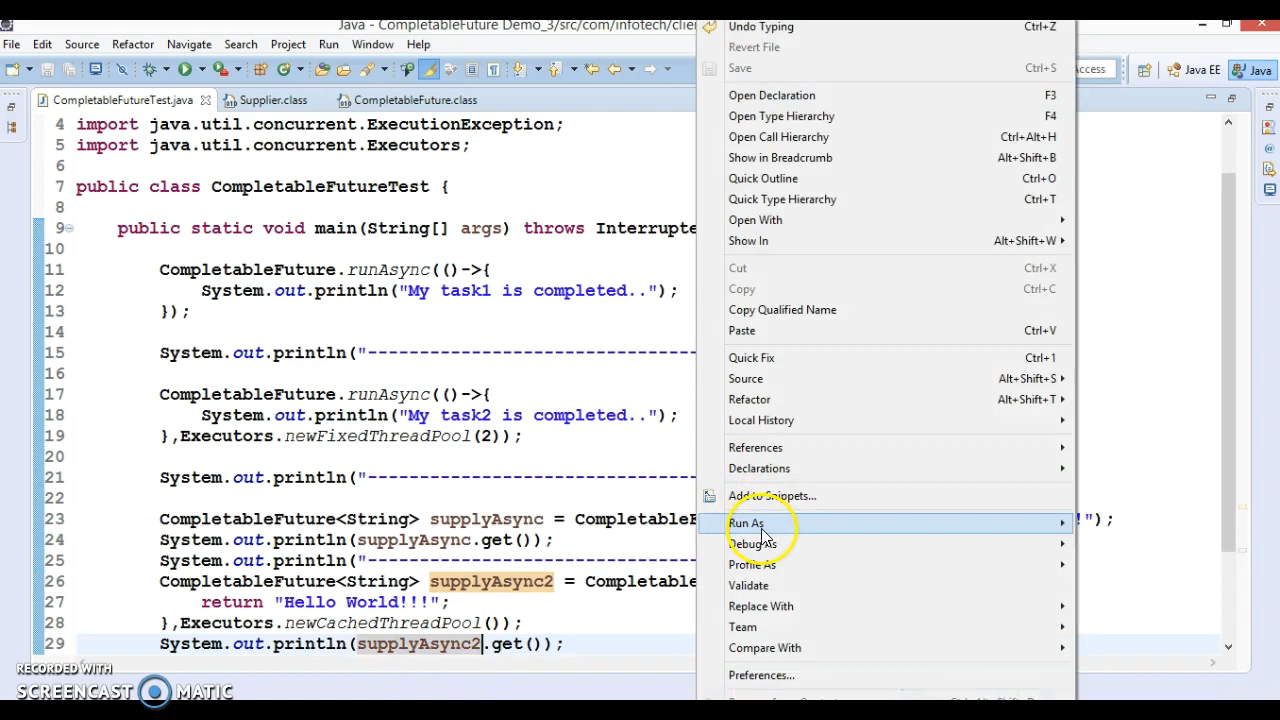 Java - CompletableFuture Demo_3/src/com/infotech/clien
File Edit Source Refactor Navigate Search Project Run Window Help
Java EE Java
CompletableFutureTest.java Supplier.class CompletableFuture.class
4 import java.util.concurrent.ExecutionException;
5 import java.util.concurrent.Executors;
6
7 public class CompletableFutureTest {
8
9 public static void main(String[] args) throws Interrupte
10
11 CompletableFuture.runAsync(()->{
12 System.out.println("My task1 is completed..");
13 });
14
15 System.out.println("---------------------------------
16
17 CompletableFuture.runAsync(()->{
18 System.out.println("My task2 is completed..");
19 },Executors.newFixedThreadPool(2));
20
21 System.out.println("---------------------------------
22
23 CompletableFuture<String> supplyAsync = CompletableF !");
24 System.out.println(supplyAsync.get());
25 System.out.println("---------------------------------
26 CompletableFuture<String> supplyAsync2 = Completable
27 return "Hello World!!!";
28 },Executors.newCachedThreadPool());
29 System.out.println(supplyAsync2.get());
Undo Typing Ctrl+Z
Revert File
Save Ctrl+S
Open Declaration F3
Open Type Hierarchy F4
Open Call Hierarchy Ctrl+Alt+H
Show in Breadcrumb Alt+Shift+B
Quick Outline Ctrl+O
Quick Type Hierarchy Ctrl+T
Open With
Show In Alt+Shift+W
Cut Ctrl+X
Copy Ctrl+C
Copy Qualified Name
Paste Ctrl+V
Quick Fix Ctrl+1
Source Alt+Shift+S
Refactor Alt+Shift+T
Local History
References
Declarations
Add to Snippets...
Run As
Debug As
Profile As
Validate
Replace With
Team
Compare With
Preferences...
RECORDED WITH
SCREENCAST MATIC